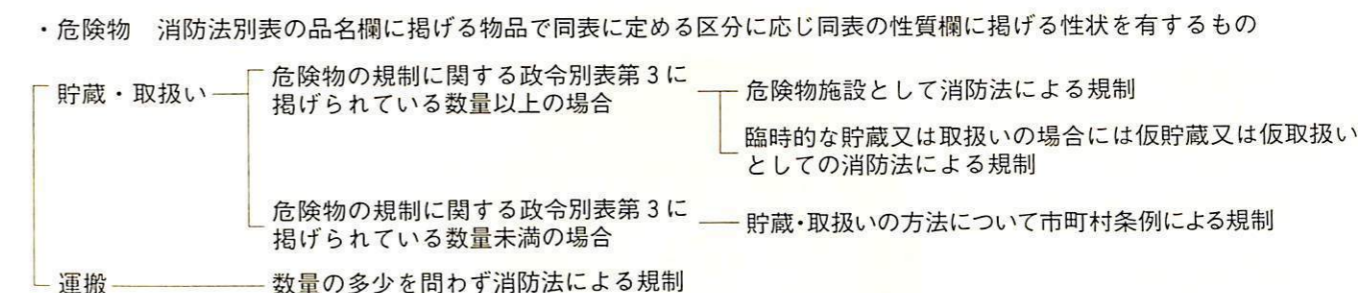 ・危険物　消防法別表の品名欄に掲げる物品で同表に定める区分に応じ同表の性質欄に掲げる性状を有するもの
貯蔵・取扱い
危険物の規制に関する政令別表第3に
掲げられている数量以上の場合
危険物施設として消防法による規制
臨時的な貯蔵又は取扱いの場合には仮貯蔵又は仮取扱い
としての消防法による規制
危険物の規制に関する政令別表第3に
掲げられている数量未満の場合
貯蔵・取扱いの方法について市町村条例による規制
運搬
数量の多少を問わず消防法による規制